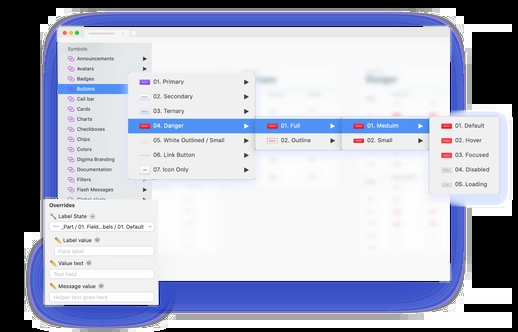 Symbols
Announcements
Avatars
Badges
Buttons
Call bar
Cards
Charts
Checkboxes
Chips
Colors
Digima Branding
Documentation
Filters
Flash Messages
01. Primary
02. Secondary
03. Ternary
04. Danger
05. White Outlined / Small
06. Link Button
07. Icon Only
01. Full
02. Outline
01. Meduim
02. Small
01. Default
02. Hover
03. Focused
04. Disabled
05. Loading
Overrides
Label State
_Part / 01. Field...bels / 01. Default
Label value
Field label
Value text
Text field
Message value
Helper text goes here